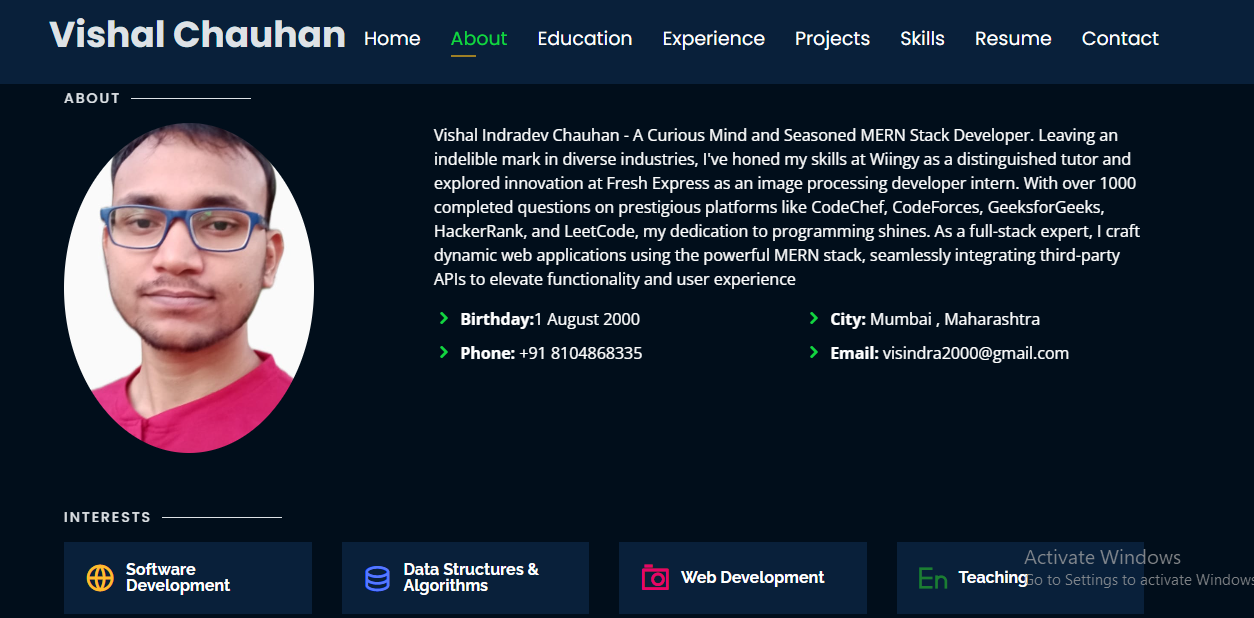 Vishal Chauhan Home About Education Experience Projects Skills Resume Contact
ABOUT
Vishal Indradev Chauhan - A Curious Mind and Seasoned MERN Stack Developer. Leaving an
indelible mark in diverse industries, I've honed my skills at Wiingy as a distinguished tutor and
explored innovation at Fresh Express as an image processing developer intern. With over 1000
completed questions on prestigious platforms like CodeChef, CodeForces, GeeksforGeeks,
HackerRank, and LeetCode, my dedication to programming shines. As a full-stack expert, I craft
dynamic web applications using the powerful MERN stack, seamlessly integrating third-party
APIs to elevate functionality and user experience
Birthday:1 August 2000
City: Mumbai , Maharashtra
Phone: +91 8104868335
Email: visindra2000@gmail.com
INTERESTS
Software
Development
Data Structures &
Algorithms
Web Development
En Teaching
Activate Windows
Go to Settings to activate Windows